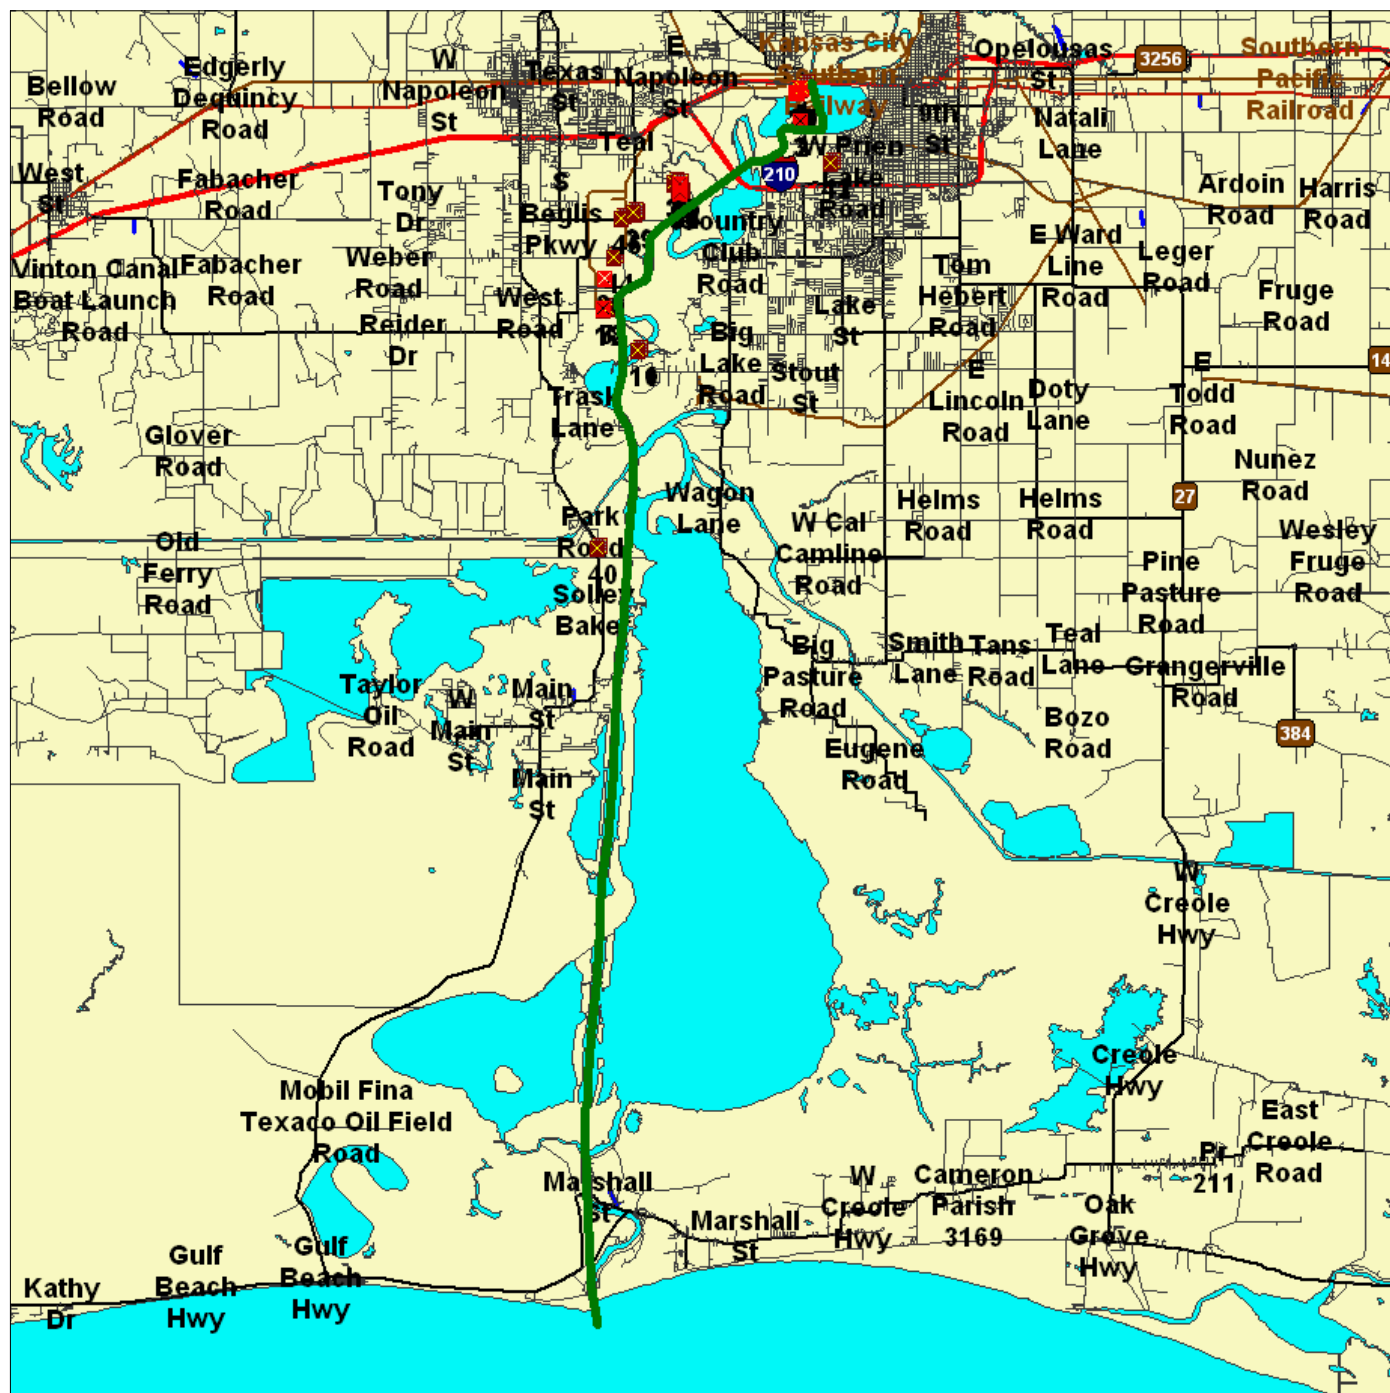 Kansas City
Southern
Railway
Opelousas
St
3256
Southern
Pacific
Railroad
E
Napoleon
St
W
Napoleon
St
Texas
St
Edgerly
Dequincy
Road
Bellow
Road
9th
St
Natali
Lane
Teal
W Prien
Lake
Road
210
West
St
Fabacher
Road
Tony
Dr
S
Beglis
Pkwy
Country
Club
Road
Ardoin
Road
Harris
Road
E Ward
Line
Road
Leger
Road
Vinton Canal
Boat Launch
Road
Fabacher
Road
Weber
Road
West
Road
Tom
Hebert
Road
Fruge
Road
Lake
St
Reider
Dr
Big
Lake
Road
10
Stout
St
E
Lincoln
Road
Doty
Lane
E
Todd
Road
14
Trask
Lane
Glover
Road
Nunez
Road
27
Wagon
Lane
Helms
Road
Helms
Road
W Cal
Camline
Road
Park
Road
40
Old
Ferry
Road
Wesley
Fruge
Road
Pine
Pasture
Road
Solley
Baker
Big
Pasture
Road
Smith
Lane
Tans
Road
Teal
Lane
Grangerville
Road
Taylor
Oil
Road
W
Main
St
Main
St
Main
St
Eugene
Road
Bozo
Road
384
W
Creole
Hwy
Creole
Hwy
Mobil Fina
Texaco Oil Field
Road
East
Creole
Road
Pr
211
Marshall
St
Marshall
St
W
Creole
Hwy
Cameron
Parish
3169
Oak
Grove
Hwy
Kathy
Dr
Gulf
Beach
Hwy
Gulf
Beach
Hwy